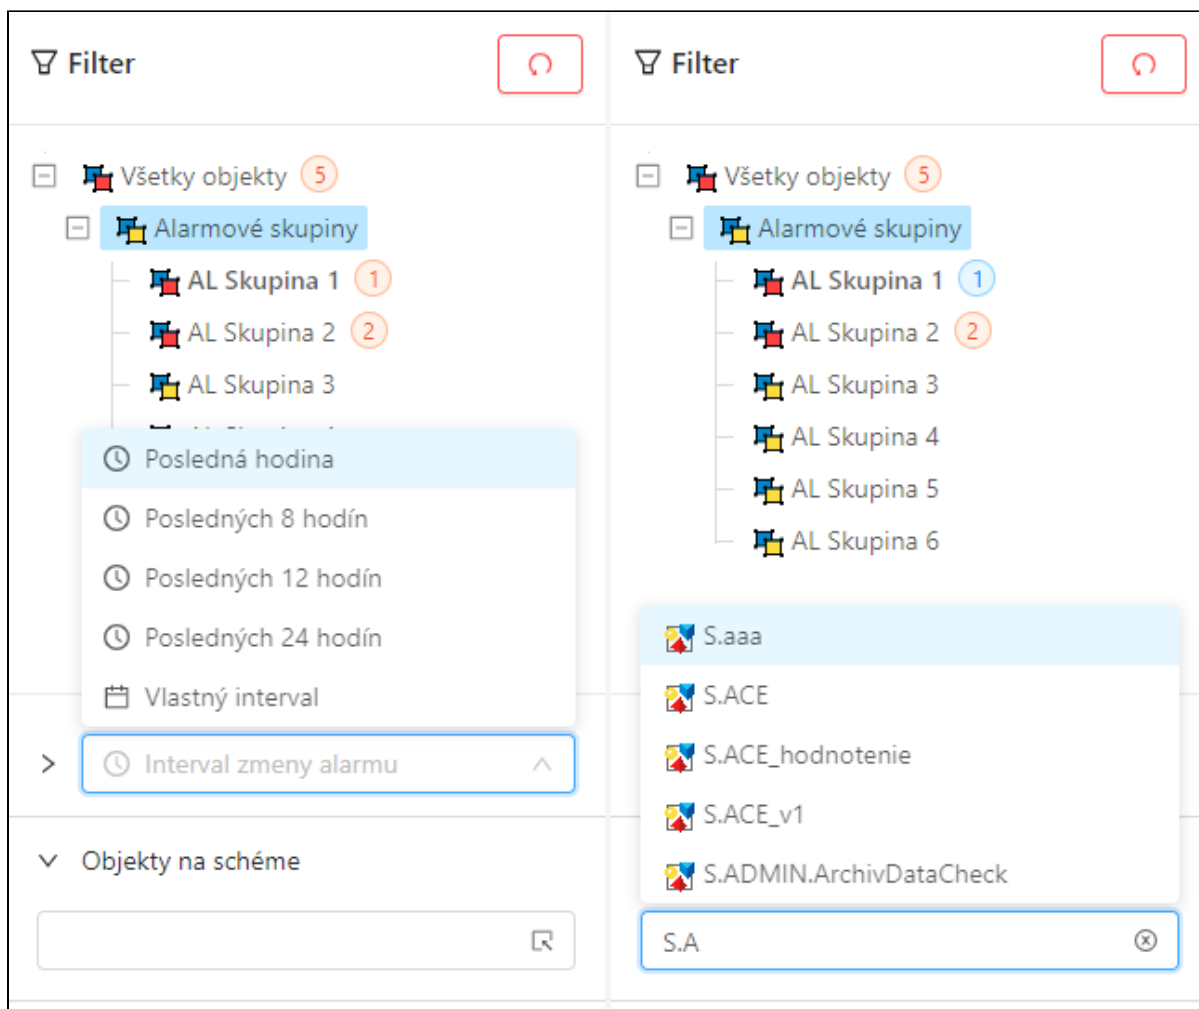 Filter
Všetky objekty 5
Alarmové skupiny
AL Skupina 1 1
AL Skupina 2 2
AL Skupina 3
Posledná hodina
Posledných 8 hodín
Posledných 12 hodín
Posledných 24 hodín
Vlastný interval
Interval zmeny alarmu
Objekty na schéme
Filter
Všetky objekty 5
Alarmové skupiny
AL Skupina 1 1
AL Skupina 2 2
AL Skupina 3
AL Skupina 4
AL Skupina 5
AL Skupina 6
S.aaa
S.ACE
S.ACE_hodnotenie
S.ACE_v1
S.ADMIN.ArchivDataCheck
S.A